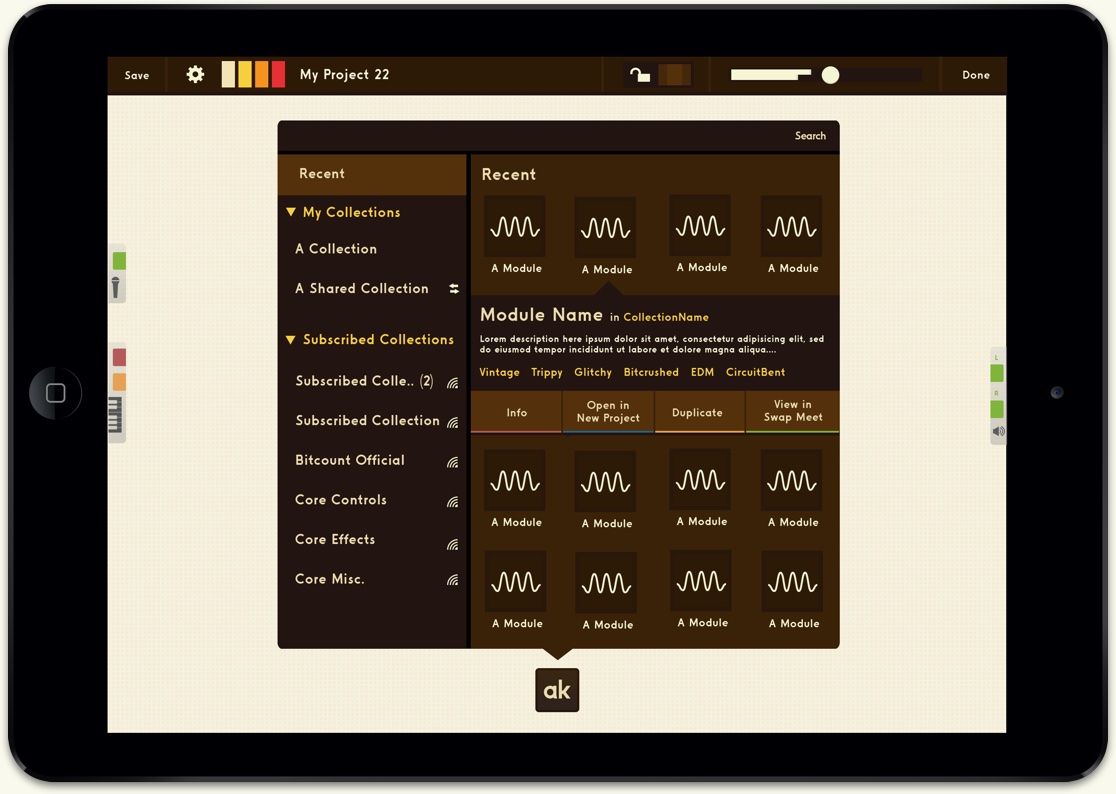 Save
My Project 22
Done
Search
Recent
My Collections
A Collection
A Shared Collection
Subscribed Collections
Subscribed Colle.. (2)
Subscribed Collection
Bitcount Official
Core Controls
Core Effects
Core Misc.
Recent
A Module A Module A Module A Module
Module Name in CollectionName
Lorem description here ipsum dolor sit amet, consectetur adipisicing elit, sed
do eiusmod tempor incididunt ut labore et dolore magna aliqua....
Vintage Trippy Glitchy Bitcrushed EDM CircuitBent
Info
Open in
New Project
Duplicate
View in
Swap Meet
A Module A Module A Module A Module
A Module A Module A Module A Module
L
R
ak